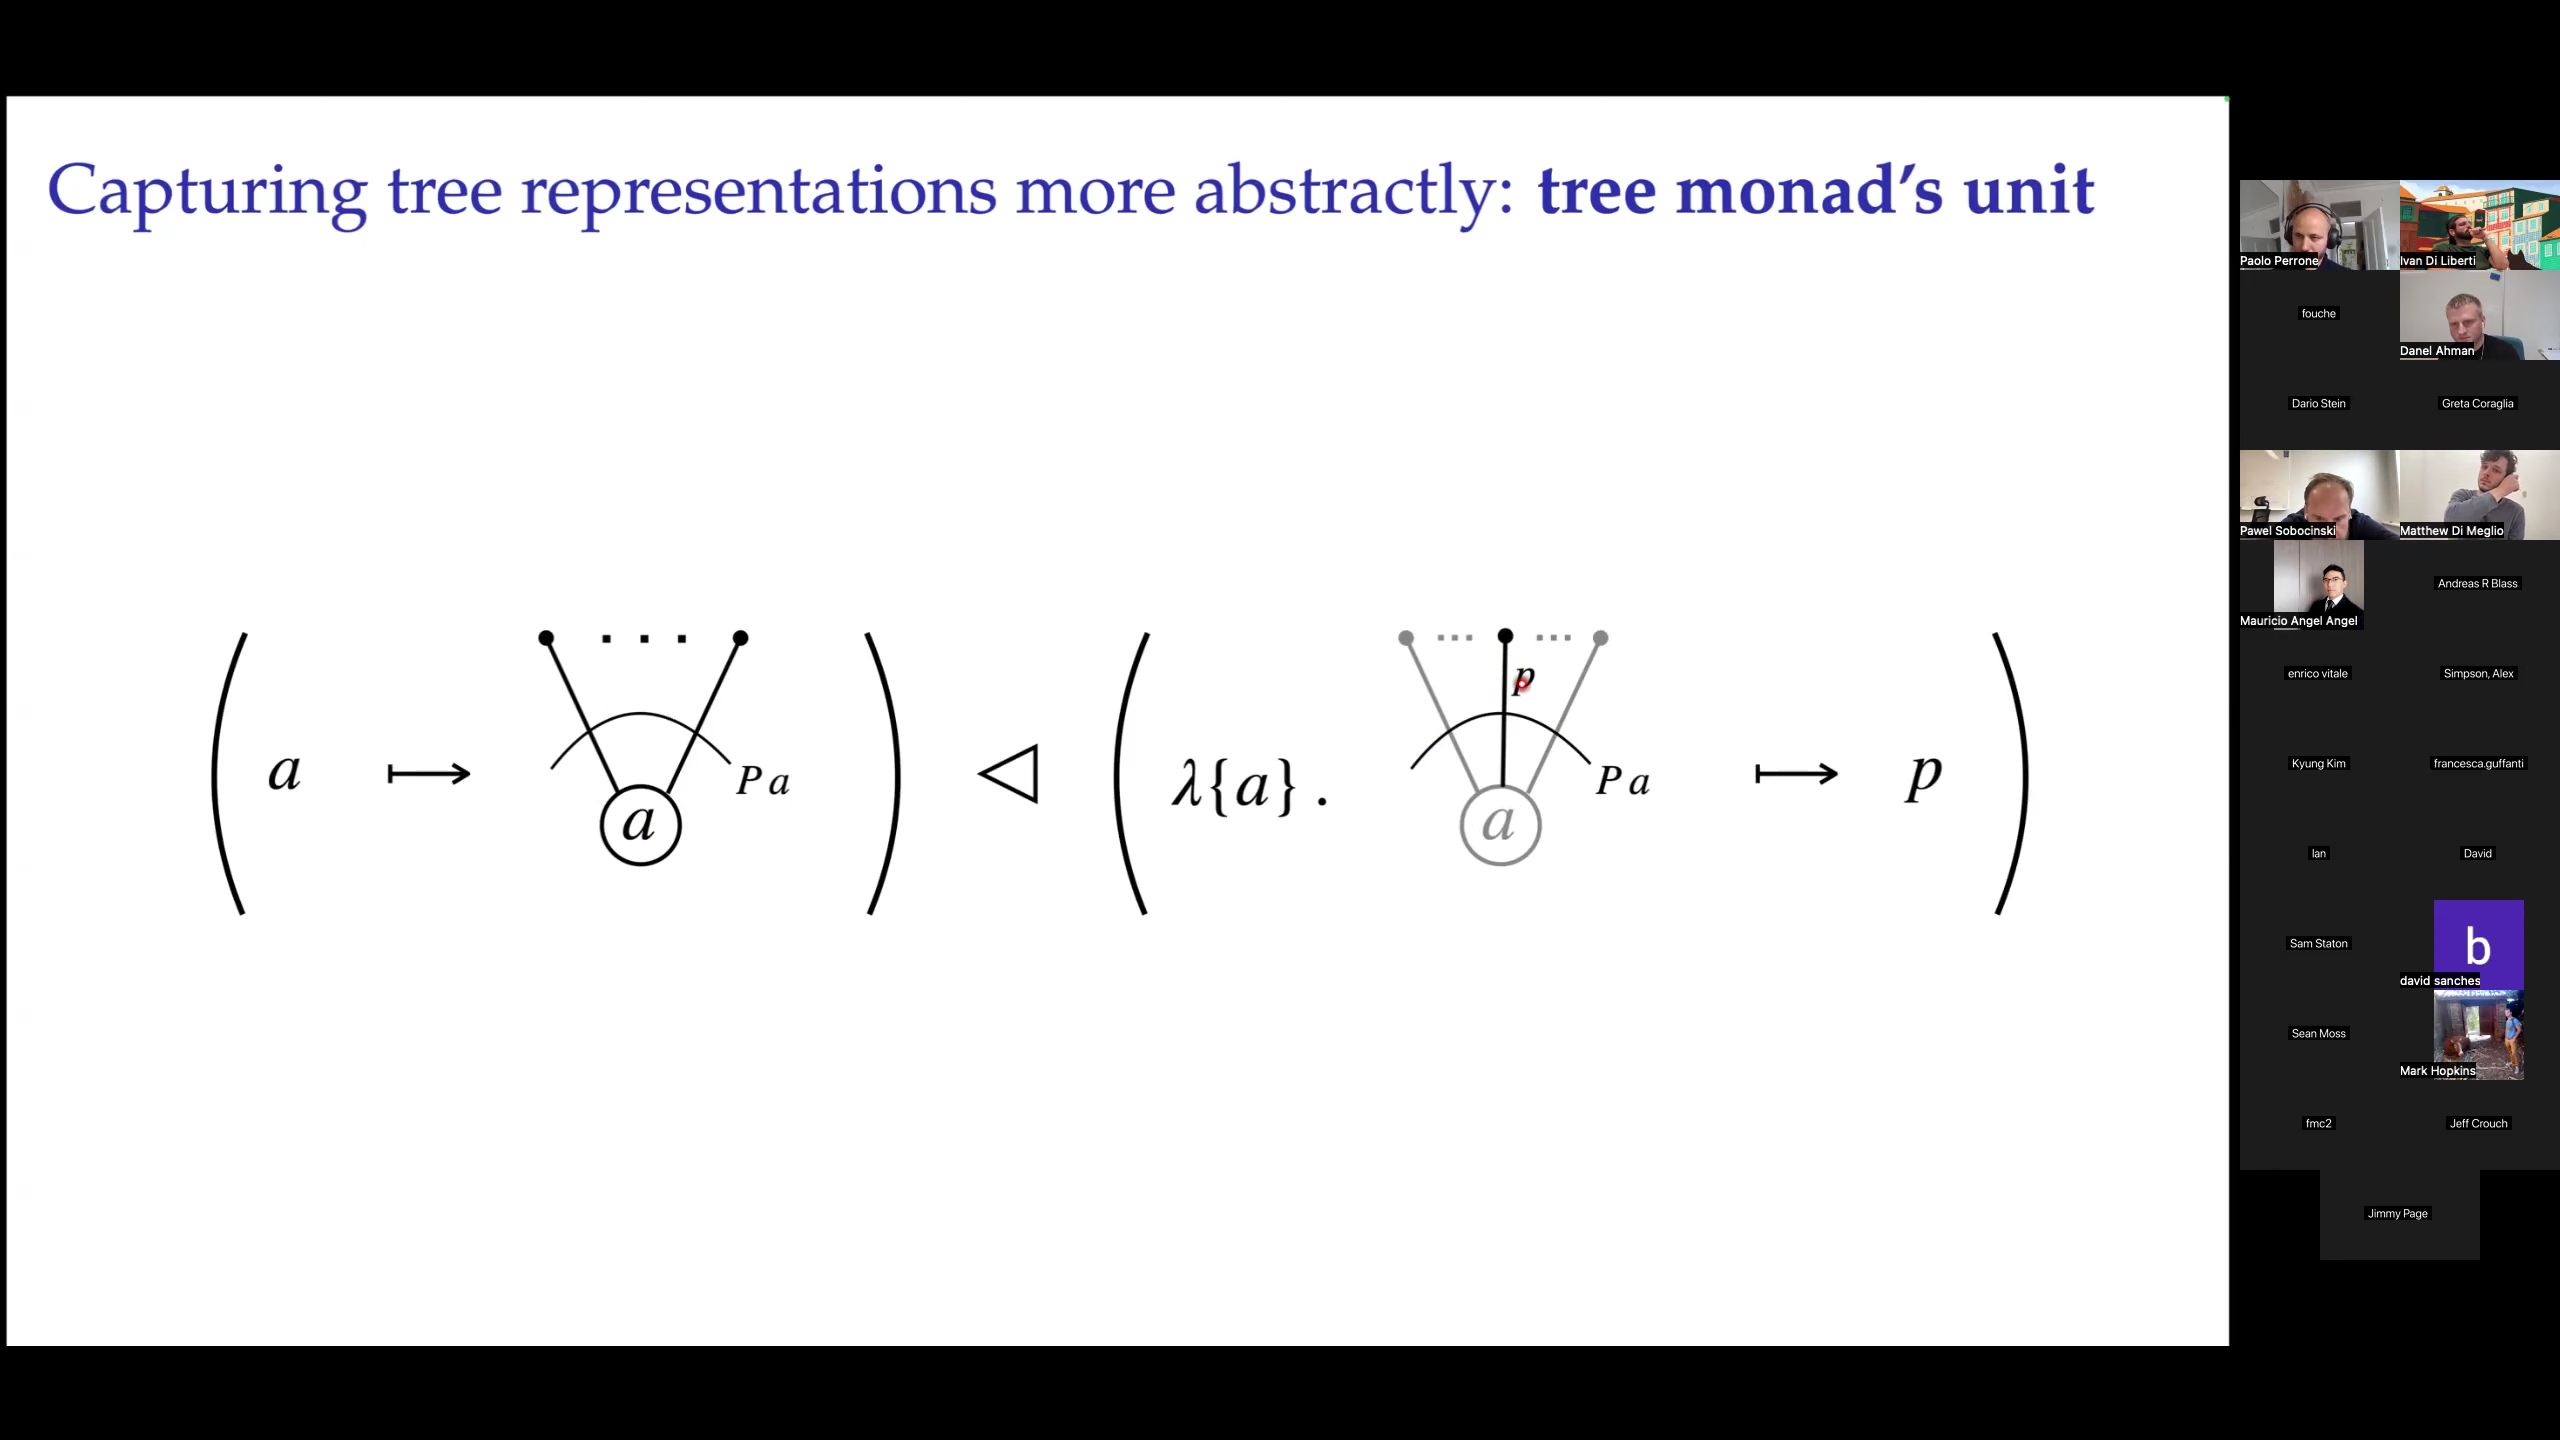 Capturing tree representations more abstractly: tree monad's unit
( a ↦ a P a ) ◁ ( λ{a} . a p P a ↦ p )
Paolo Perrone
Ivan Di Liberti
fouche
Danel Ahman
Dario Stein
Greta Coraglia
Pawel Sobocinski
Matthew Di Meglio
Mauricio Angel Angel
Andreas R Blass
enrico vitale
Simpson, Alex
Kyung Kim
francesca.guffanti
Ian
David
Sam Staton
b
david sanches
Sean Moss
Mark Hopkins
fmc2
Jeff Crouch
Jimmy Page